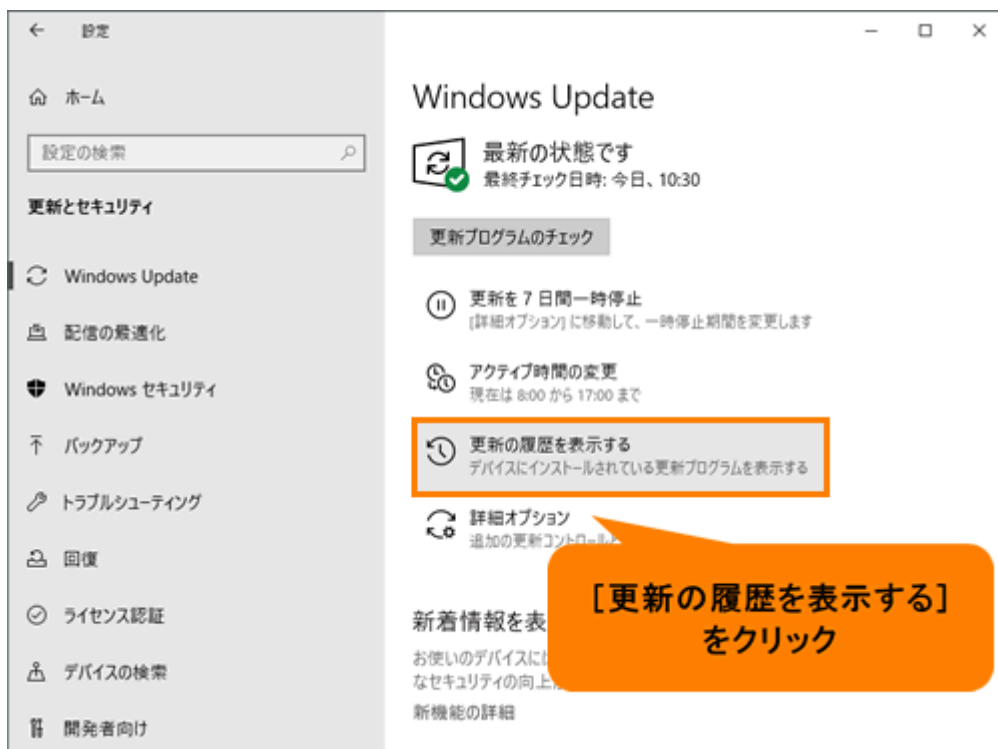 設定
ホーム
設定の検索
更新とセキュリティ
Windows Update
配信の最適化
Windows セキュリティ
バックアップ
トラブルシューティング
回復
ライセンス認証
デバイスの検索
開発者向け
Windows Update
最新の状態です
最終チェック日時: 今日、10:30
更新プログラムのチェック
更新を 7 日間一時停止
[詳細オプション] に移動して、一時停止期間を変更します
アクティブ時間の変更
現在は 8:00 から 17:00 まで
更新の履歴を表示する
デバイスにインストールされている更新プログラムを表示する
詳細オプション
追加の更新コントロールと
[更新の履歴を表示する]
をクリック
新着情報を表
お使いのデバイスに
なセキュリティの向上
新機能の詳細